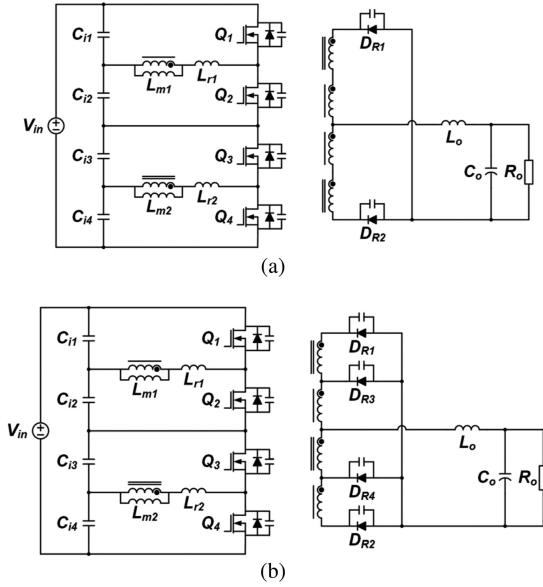 C_i1
Q_1
D_R1
L_m1
L_r1
C_i2
Q_2
V_in
L_o
C_i3
Q_3
C_o
R_o
L_m2
L_r2
C_i4
Q_4
D_R2
(a)
C_i1
Q_1
D_R1
L_m1
L_r1
D_R3
C_i2
Q_2
V_in
L_o
C_i3
Q_3
D_R4
C_o
R_o
L_m2
L_r2
C_i4
Q_4
D_R2
(b)